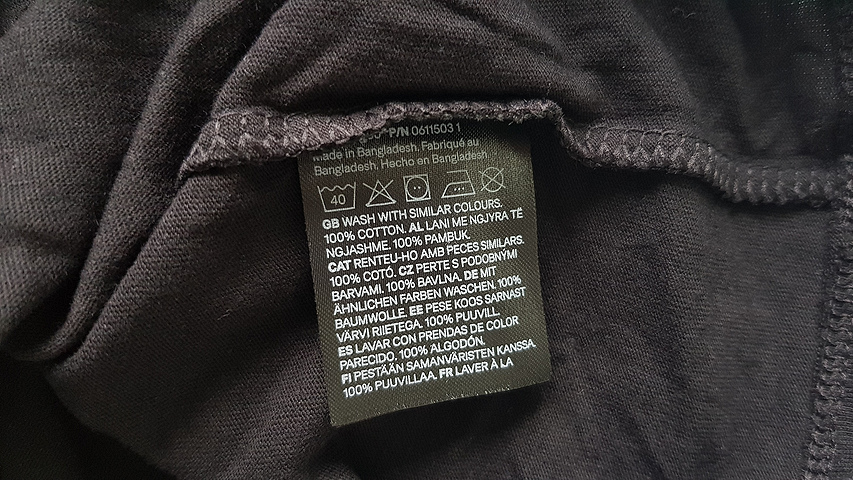 P/N 0611503 1
Made in Bangladesh. Fabriqué au
Bangladesh. Hecho en Bangladesh.
40
GB WASH WITH SIMILAR COLOURS.
100% COTTON. AL LANI ME NGJYRA TË
NGJASHME. 100% PAMBUK.
CAT RENTEU-HO AMB PECES SIMILARS.
100% COTÓ. CZ PERTE S PODOBNÝMI
BARVAMI. 100% BAVLNA. DE MIT
ÄHNLICHEN FARBEN WASCHEN. 100%
BAUMWOLLE. EE PESE KOOS SARNAST
VÄRVI RIIETEGA. 100% PUUVILL.
ES LAVAR CON PRENDAS DE COLOR
PARECIDO. 100% ALGODÓN.
FI PESTÄÄN SAMANVÄRISTEN KANSSA.
100% PUUVILLAA. FR LAVER À LA